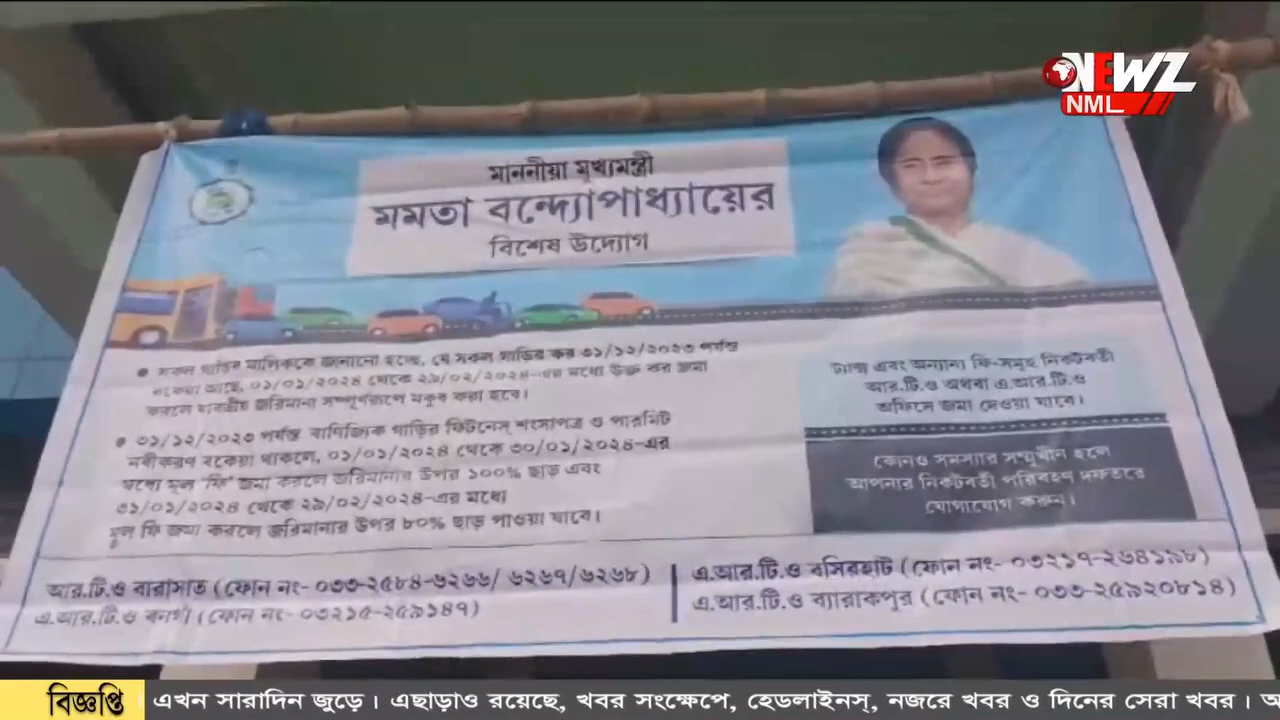 NEWZ
NML
মাননীয়া মুখ্যমন্ত্রী
মমতা বন্দ্যোপাধ্যায়ের
বিশেষ উদ্যোগ
● সকল গাড়ির মালিককে জানানো হচ্ছে, যে সকল গাড়ির কর ৩১/১২/২০২৩ পর্যন্ত
বকেয়া আছে, ০১/০১/২০২৪ থেকে ২৯/০২/২০২৪-এর মধ্যে উক্ত কর জমা
করলে যাবতীয় জরিমানা সম্পূর্ণরূপে মকুব করা হবে।
● ৩১/১২/২০২৩ পর্যন্ত বাণিজ্যিক গাড়ির ফিটনেস্ শংসাপত্র ও পারমিট
নবীকরণ বকেয়া থাকলে, ০১/০১/২০২৪ থেকে ৩০/০১/২০২৪-এর
মধ্যে মূল 'ফি' জমা করলে জরিমানার উপর ১০০% ছাড় এবং
৩১/০১/২০২৪ থেকে ২৯/০২/২০২৪-এর মধ্যে
মূল ফি জমা করলে জরিমানার উপর ৮০% ছাড় পাওয়া যাবে।
ট্যাক্স এবং অন্যান্য ফি-সমূহ নিকটবর্তী
আর.টি.ও অথবা এ.আর.টি.ও
অফিসে জমা দেওয়া যাবে।
কোনও সমস্যার সম্মুখীন হলে
আপনার নিকটবর্তী পরিবহণ দফতরে
যোগাযোগ করুন।
আর.টি.ও বারাসাত (ফোন নং- ০৩৩-২৫৮৪-৬২৬৬/ ৬২৬৭/৬২৬৮)
এ.আর.টি.ও বনগাঁ (ফোন নং- ০৩২১৫-২৫৯১৪৭)
এ.আর.টি.ও বসিরহাট (ফোন নং- ০৩২১৭-২৬৪১৯৮)
এ.আর.টি.ও ব্যারাকপুর (ফোন নং- ০৩৩-২৫৯২০৮১৪)
বিজ্ঞপ্তি এখন সারাদিন জুড়ে। এছাড়াও রয়েছে, খবর সংক্ষেপে, হেডলাইনস্, নজরে খবর ও দিনের সেরা খবর।